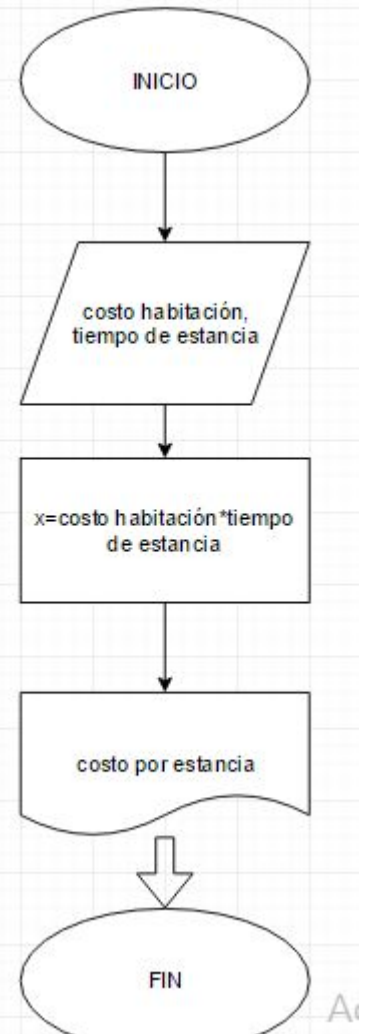 INICIO
costo habitación,
tiempo de estancia
x=costo habitación*tiempo
de estancia
costo por estancia
FIN